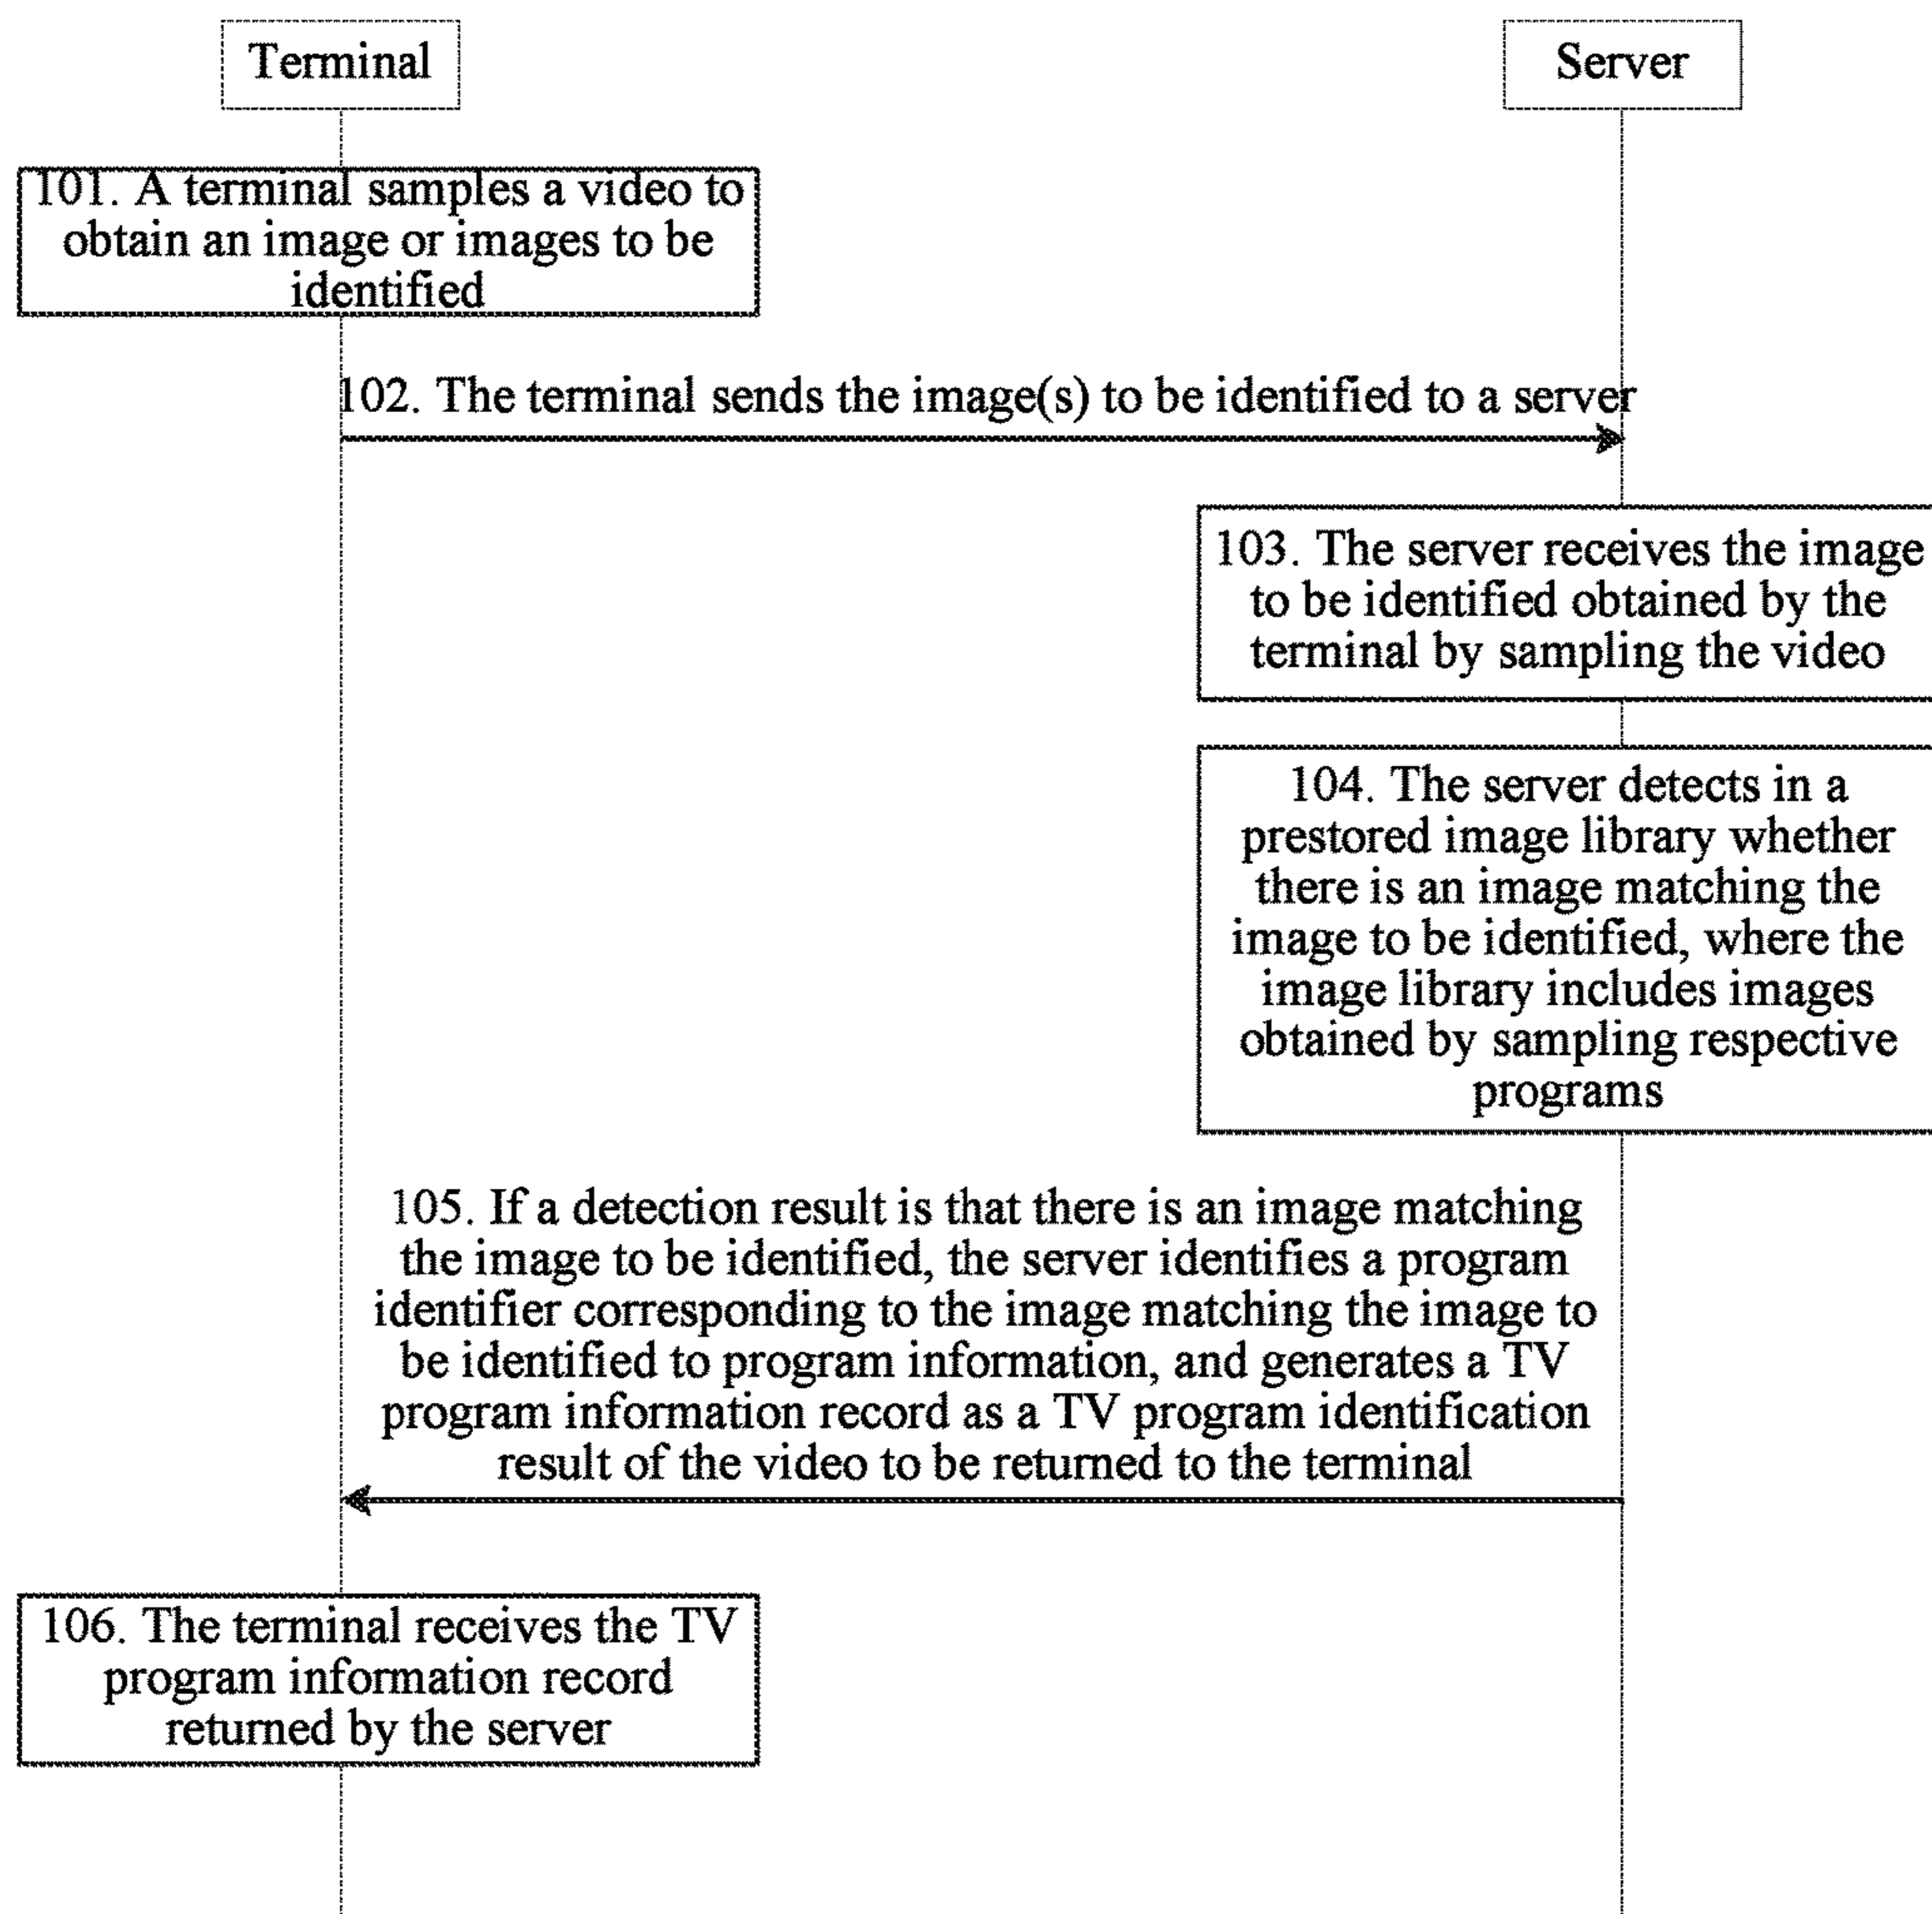 Terminal
Server
101. A terminal samples a video to
obtain an image or images to be
identified
102. The terminal sends the image(s) to be identified to a server
103. The server receives the image
to be identified obtained by the
terminal by sampling the video
104. The server detects in a
prestored image library whether
there is an image matching the
image to be identified, where the
image library includes images
obtained by sampling respective
programs
105. If a detection result is that there is an image matching
the image to be identified, the server identifies a program
identifier corresponding to the image matching the image to
be identified to program information, and generates a TV
program information record as a TV program identification
result of the video to be returned to the terminal
106. The terminal receives the TV
program information record
returned by the server